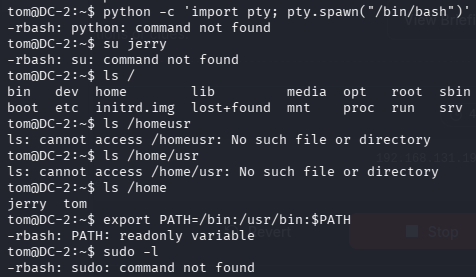 tom@DC-2:~$ python -c 'import pty; pty.spawn("/bin/bash")'
-rbash: python: command not found
tom@DC-2:~$ su jerry
-rbash: su: command not found
tom@DC-2:~$ ls /
bin   dev  home        lib         media  opt   root  sbin
boot  etc  initrd.img  lost+found  mnt    proc  run   srv
tom@DC-2:~$ ls /homeusr
ls: cannot access /homeusr: No such file or directory
tom@DC-2:~$ ls /home/usr
ls: cannot access /home/usr: No such file or directory
tom@DC-2:~$ ls /home
jerry  tom
tom@DC-2:~$ export PATH=/bin:/usr/bin:$PATH
-rbash: PATH: readonly variable
tom@DC-2:~$ sudo -l
-rbash: sudo: command not found
Stop